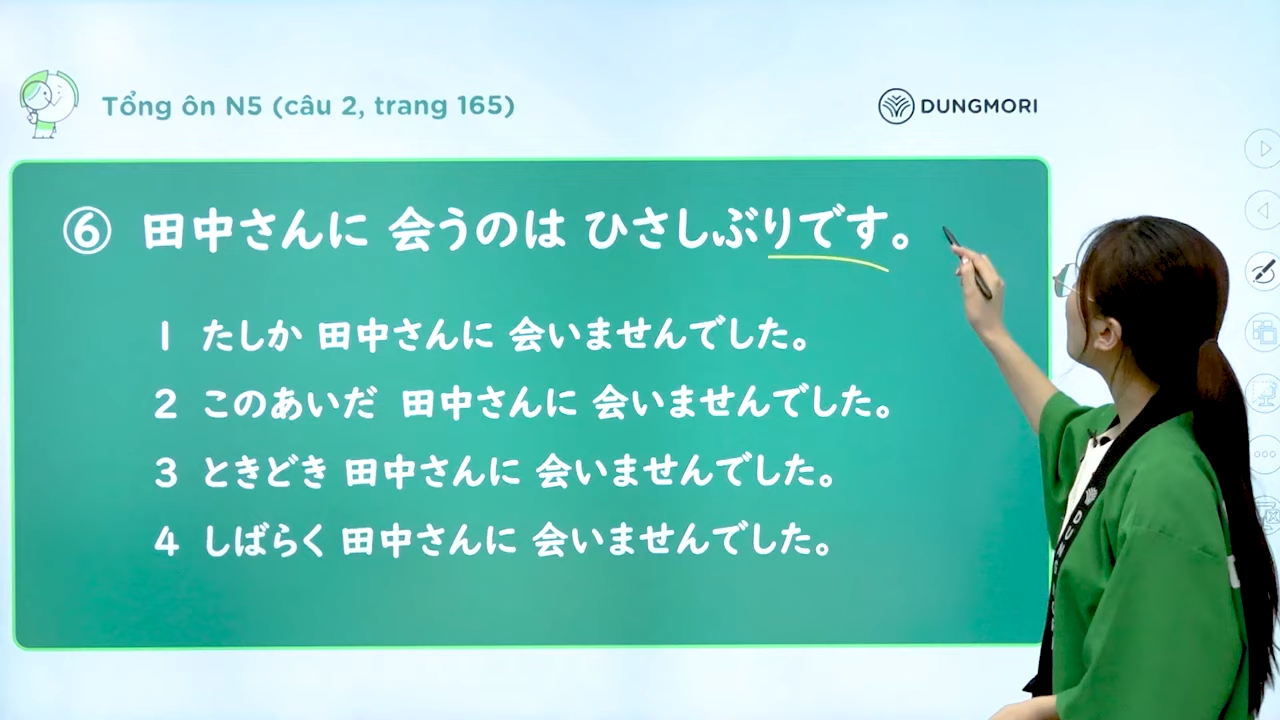 Tổng ôn N5 (câu 2, trang 165)
DUNGMORI
⑥ 田中さんに 会うのは ひさしぶりです。
1 たしか 田中さんに 会いませんでした。
2 このあいだ 田中さんに 会いませんでした。
3 ときどき 田中さんに 会いませんでした。
4 しばらく 田中さんに 会いませんでした。